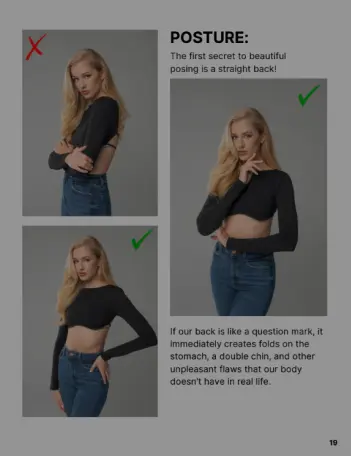 POSTURE:
The first secret to beautiful
posing is a straight back!
If our back is like a question mark, it
immediately creates folds on the
stomach, a double chin, and other
unpleasant flaws that our body
doesn't have in real life.
19